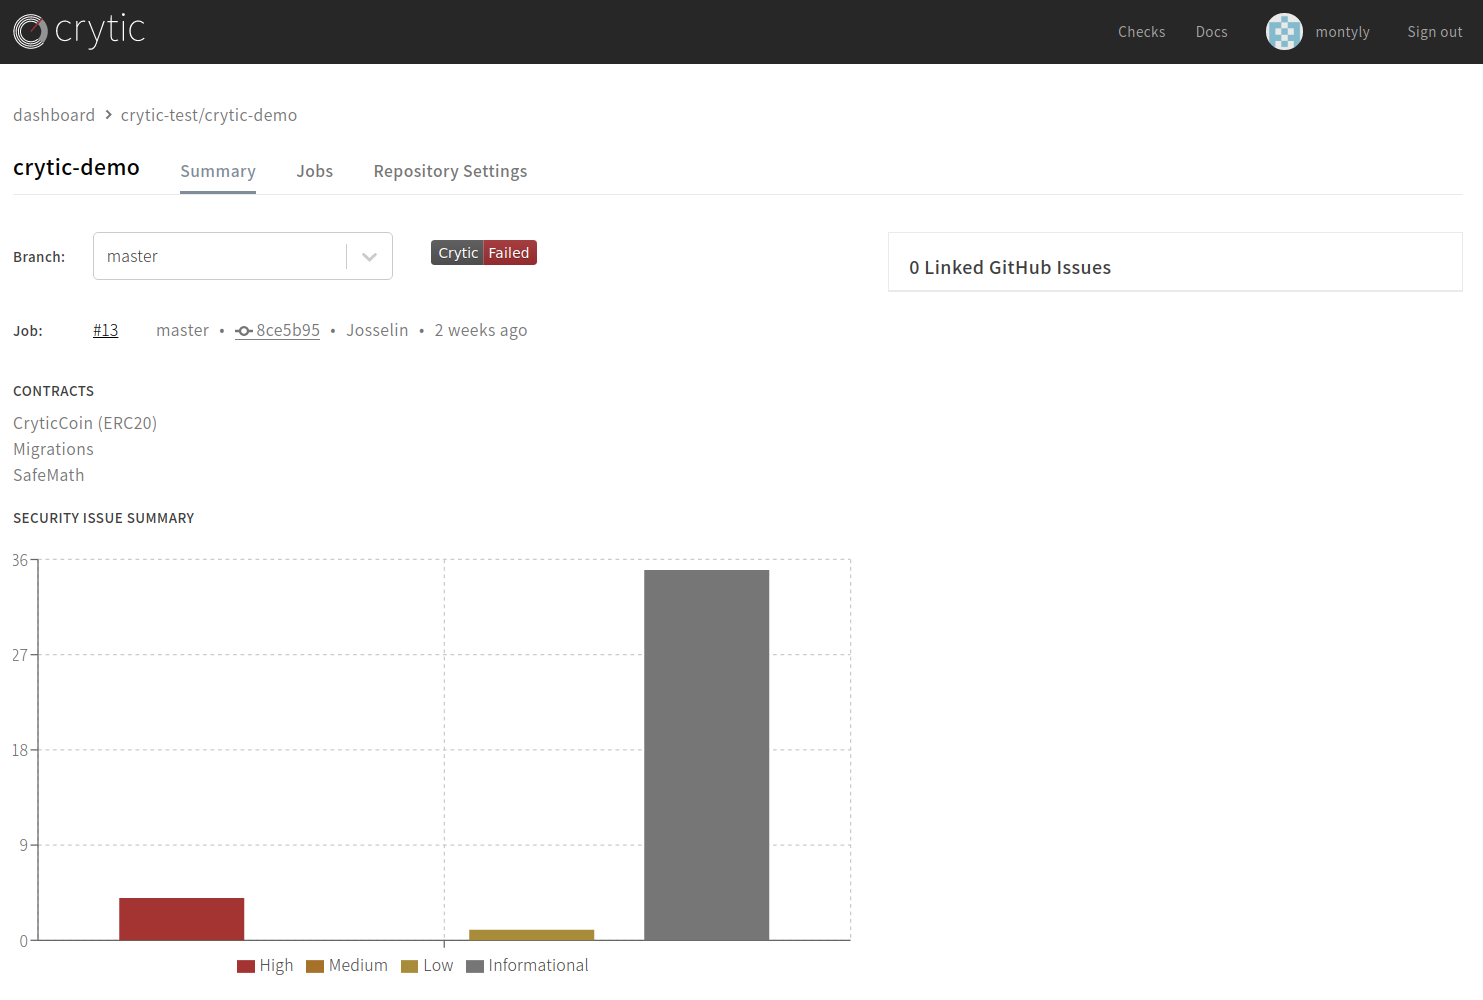 crytic
Checks Docs montyly Sign out
dashboard > crytic-test/crytic-demo
crytic-demo Summary Jobs Repository Settings
Branch: master Crytic Failed
0 Linked GitHub Issues
Job: #13 master • 8ce5b95 • Josselin • 2 weeks ago
CONTRACTS
CryticCoin (ERC20)
Migrations
SafeMath
SECURITY ISSUE SUMMARY
36
27
18
9
0
High Medium Low Informational